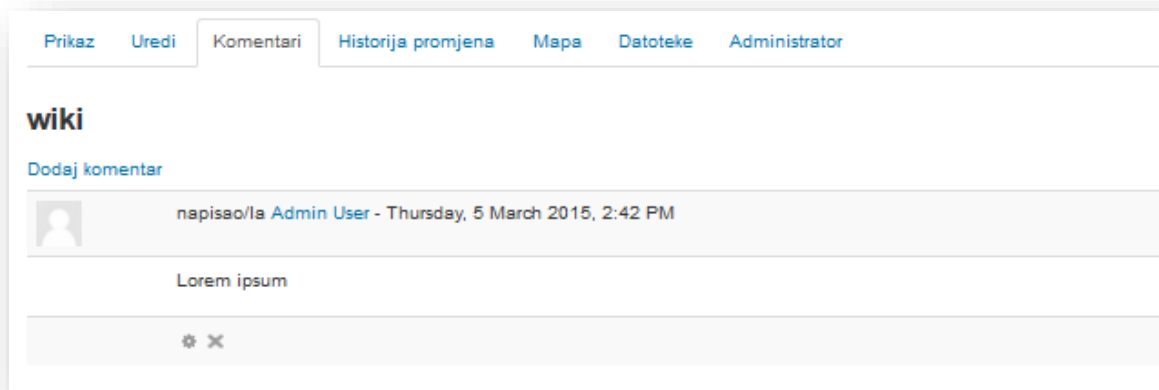 Prikaz Uredi Komentari Historija promjena Mapa Datoteke Administrator
wiki
Dodaj komentar
napisao/la Admin User - Thursday, 5 March 2015, 2:42 PM
Lorem ipsum